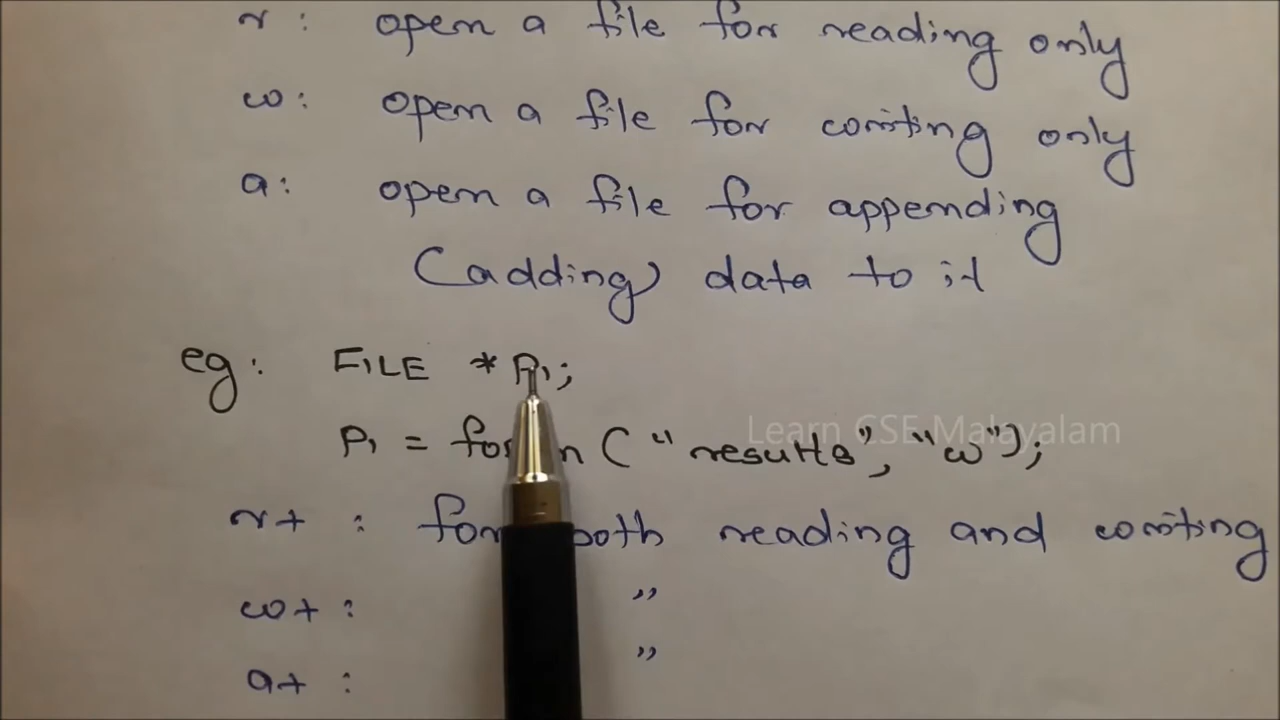 r: open a file for reading only
w: open a file for writing only
a: open a file for appending
(adding) data to it
eg: FILE *P1;
Learn CSE Malayalam
P1 = ("results", "w");
r+ : for both reading and writing
w+ : "
a+ : "